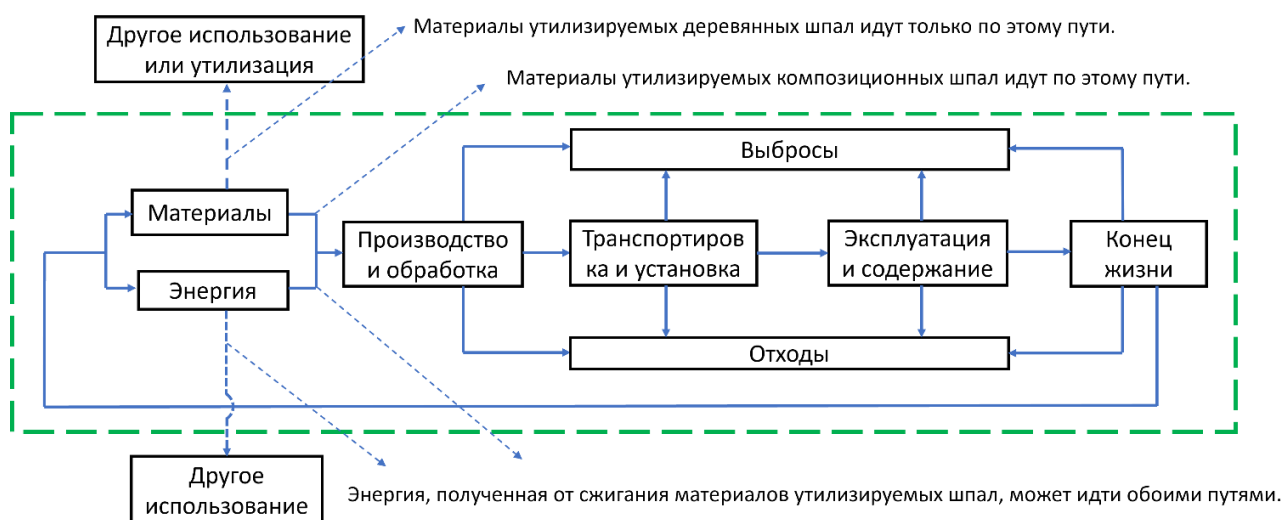 Другое использование
или утилизация
Материалы утилизируемых деревянных шпал идут только по этому пути.
Материалы утилизируемых композиционных шпал идут по этому пути.
Выбросы
Материалы
Энергия
Производство
и обработка
Транспортиров
ка и установка
Эксплуатация
и содержание
Конец
жизни
Отходы
Другое
использование
Энергия, полученная от сжигания материалов утилизируемых шпал, может идти обоими путями.